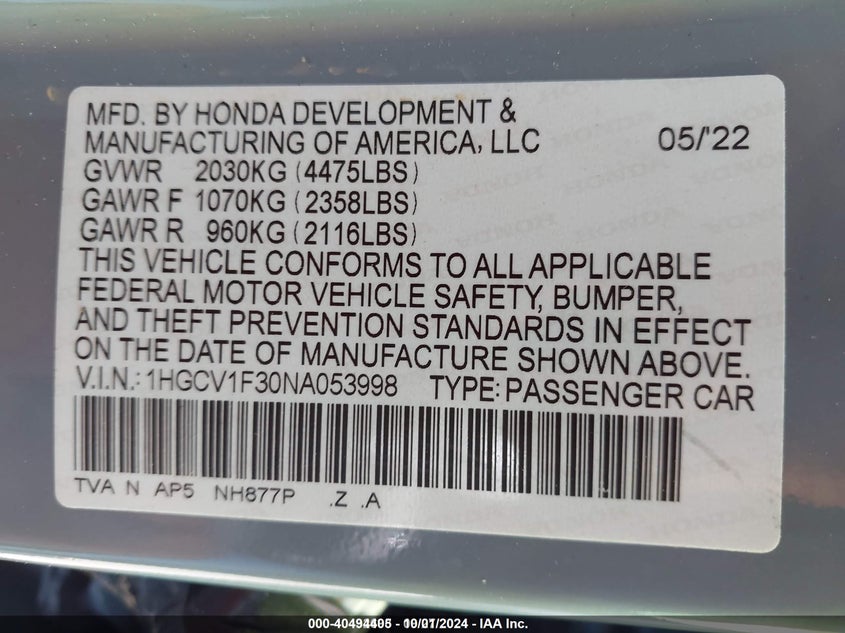 MFD. BY HONDA DEVELOPMENT &
MANUFACTURING OF AMERICA, LLC 05/'22
GVWR 2030KG (4475LBS)
GAWR F 1070KG (2358LBS)
GAWR R 960KG (2116LBS)
THIS VEHICLE CONFORMS TO ALL APPLICABLE
FEDERAL MOTOR VEHICLE SAFETY, BUMPER,
AND THEFT PREVENTION STANDARDS IN EFFECT
ON THE DATE OF MANUFACTURE SHOWN ABOVE.
V.I.N.: 1HGCV1F30NA053998 TYPE: PASSENGER CAR
TVA N AP5 NH877P .Z .A
- IAA Inc.